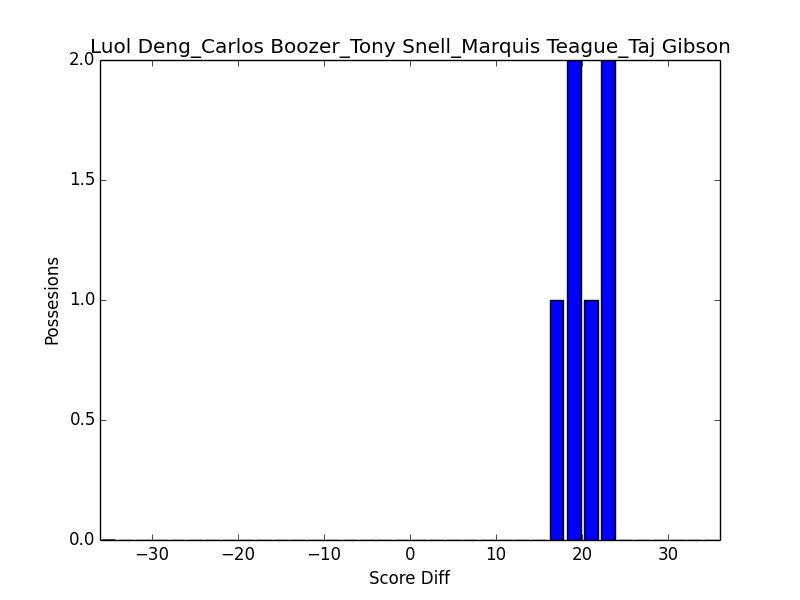 Luol Deng_Carlos Boozer_Tony Snell_Marquis Teague_Taj Gibson
2.0
1.5
1.0
0.5
0.0
Possesions
−30 −20 −10 0 10 20 30
Score Diff